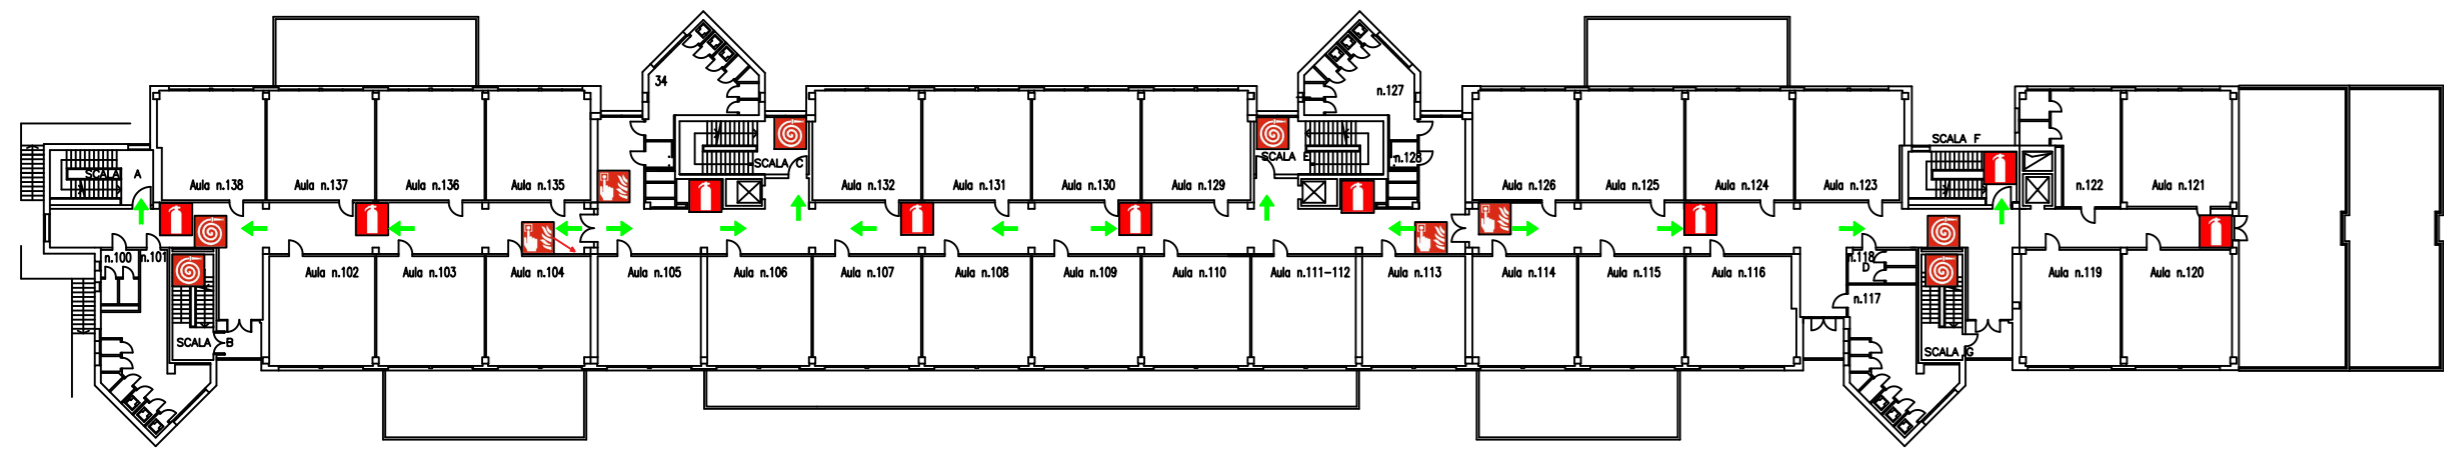 34
n.127
SCALA F
SCALA C
SCALA E
n.128
SCALA A
Aula n.138
Aula n.137
Aula n.136
Aula n.135
Aula n.132
Aula n.131
Aula n.130
Aula n.129
Aula n.126
Aula n.125
Aula n.124
Aula n.123
n.122
Aula n.121
n.100
n.101
Aula n.102
Aula n.103
Aula n.104
Aula n.105
Aula n.106
Aula n.107
Aula n.108
Aula n.109
Aula n.110
Aula n.111-112
Aula n.113
Aula n.114
Aula n.115
Aula n.116
n.118
D
Aula n.119
Aula n.120
n.117
SCALA B
SCALA G